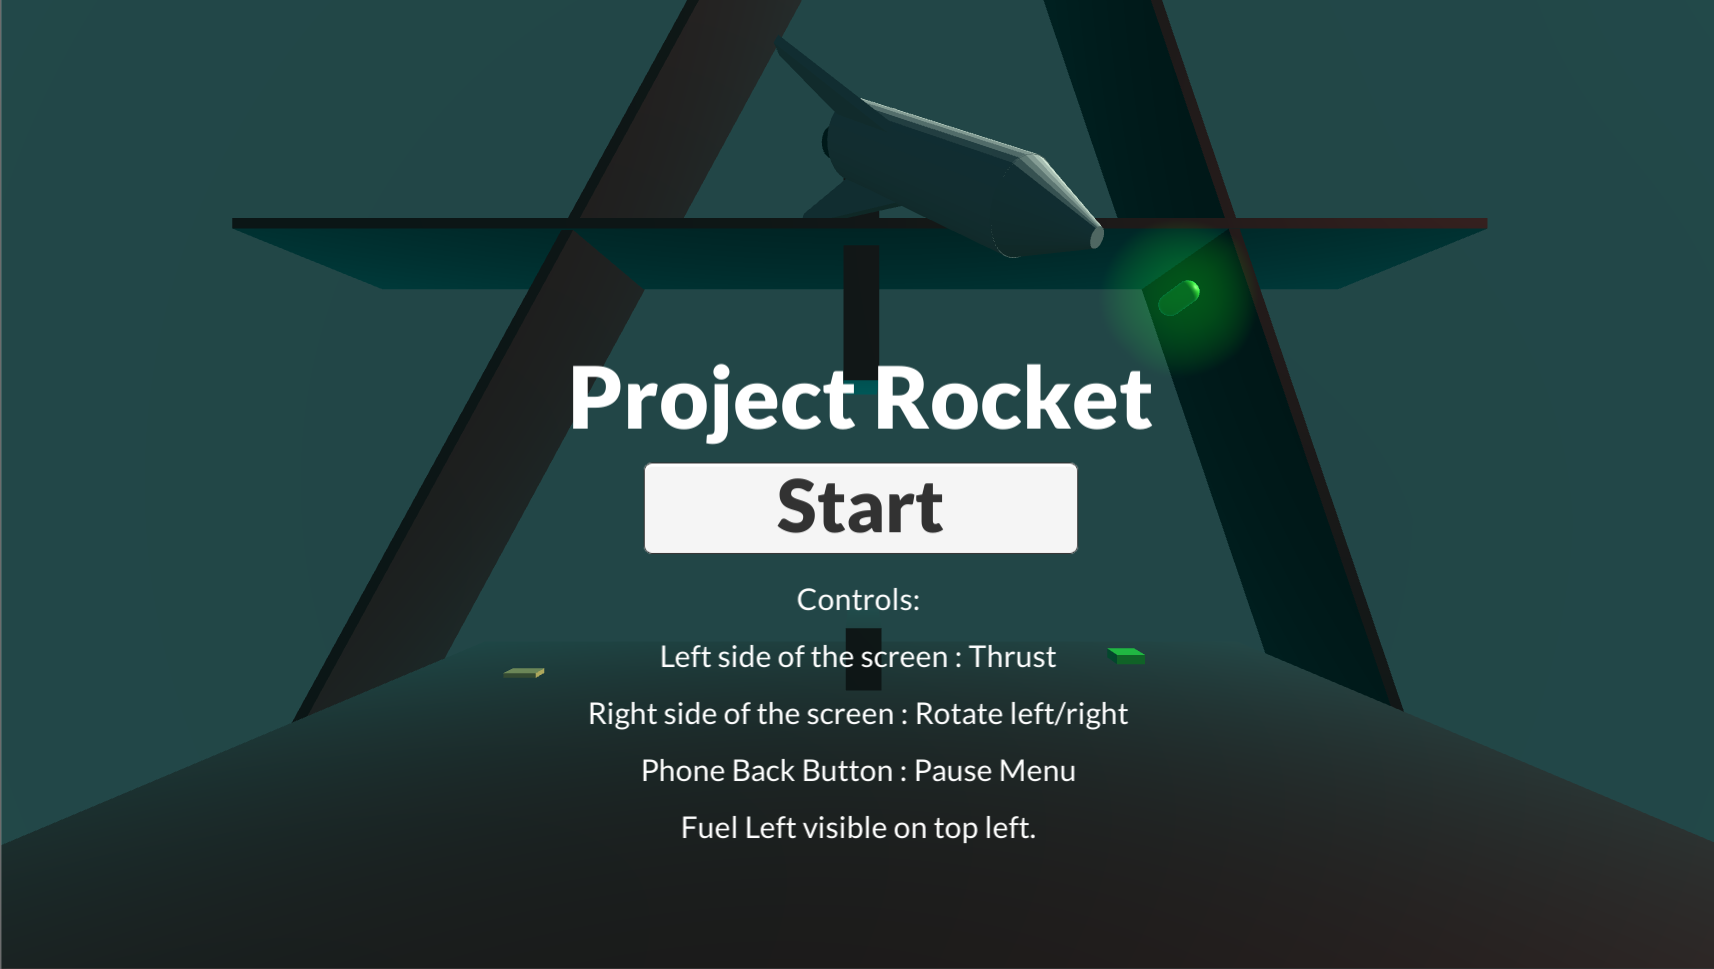 Project Rocket
Start
Controls:
Left side of the screen : Thrust
Right side of the screen : Rotate left/right
Phone Back Button : Pause Menu
Fuel Left visible on top left.